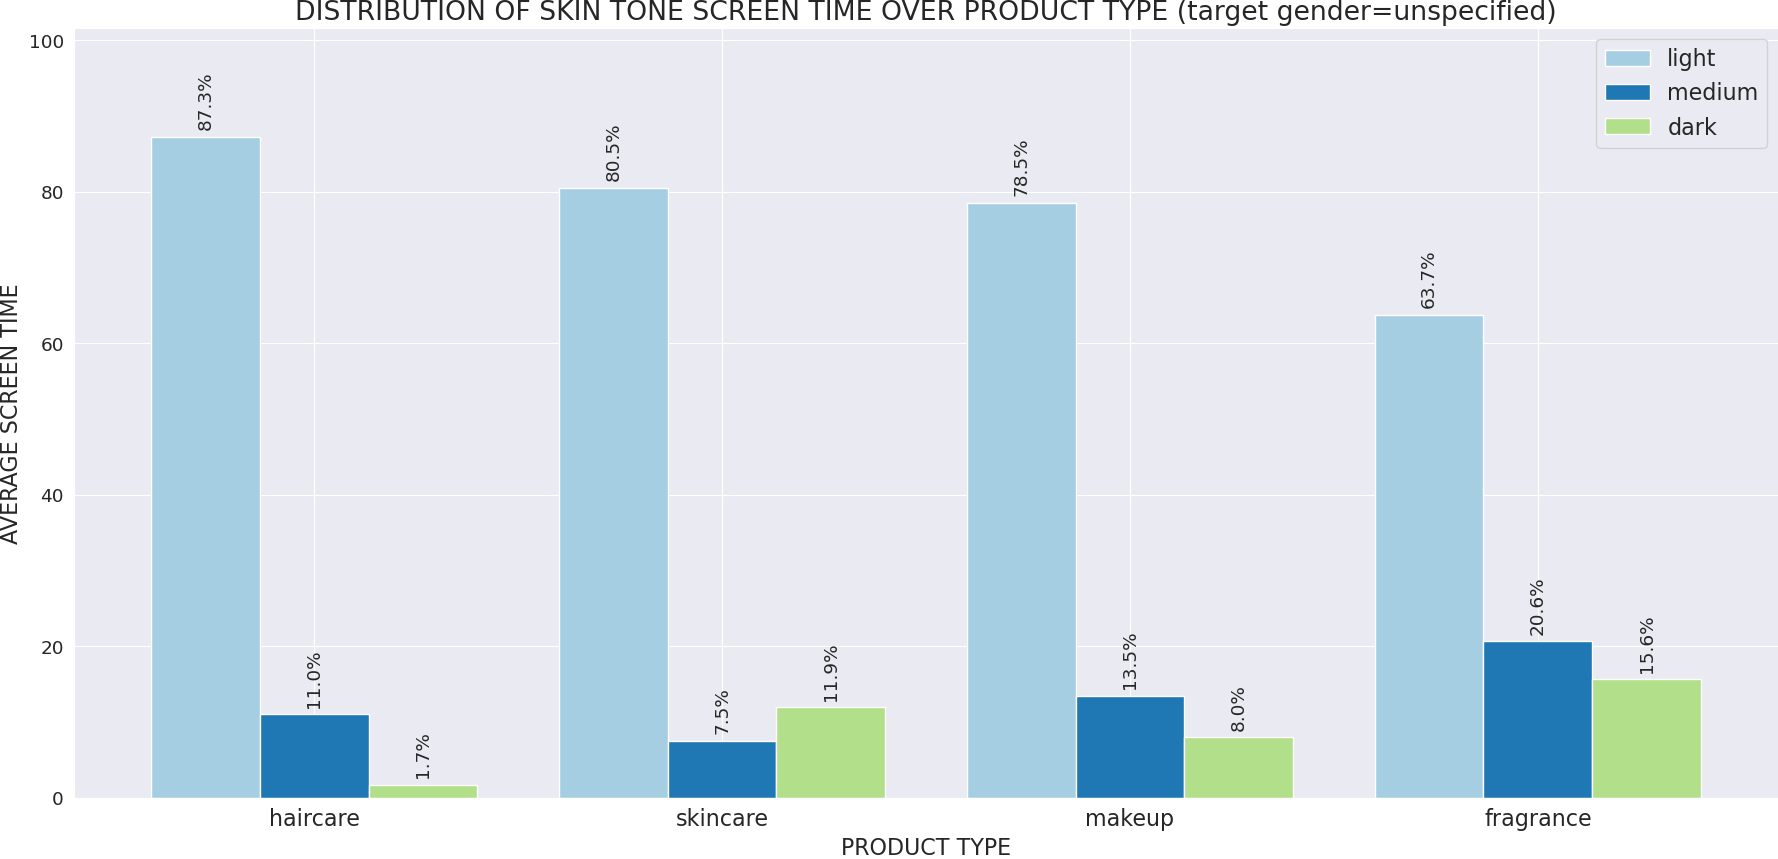 DISTRIBUTION OF SKIN TONE SCREEN TIME OVER PRODUCT TYPE (target gender=unspecified)
light
medium
dark
AVERAGE SCREEN TIME
100
80
60
40
20
0
87.3%
11.0%
1.7%
80.5%
7.5%
11.9%
78.5%
13.5%
8.0%
63.7%
20.6%
15.6%
haircare
skincare
makeup
fragrance
PRODUCT TYPE